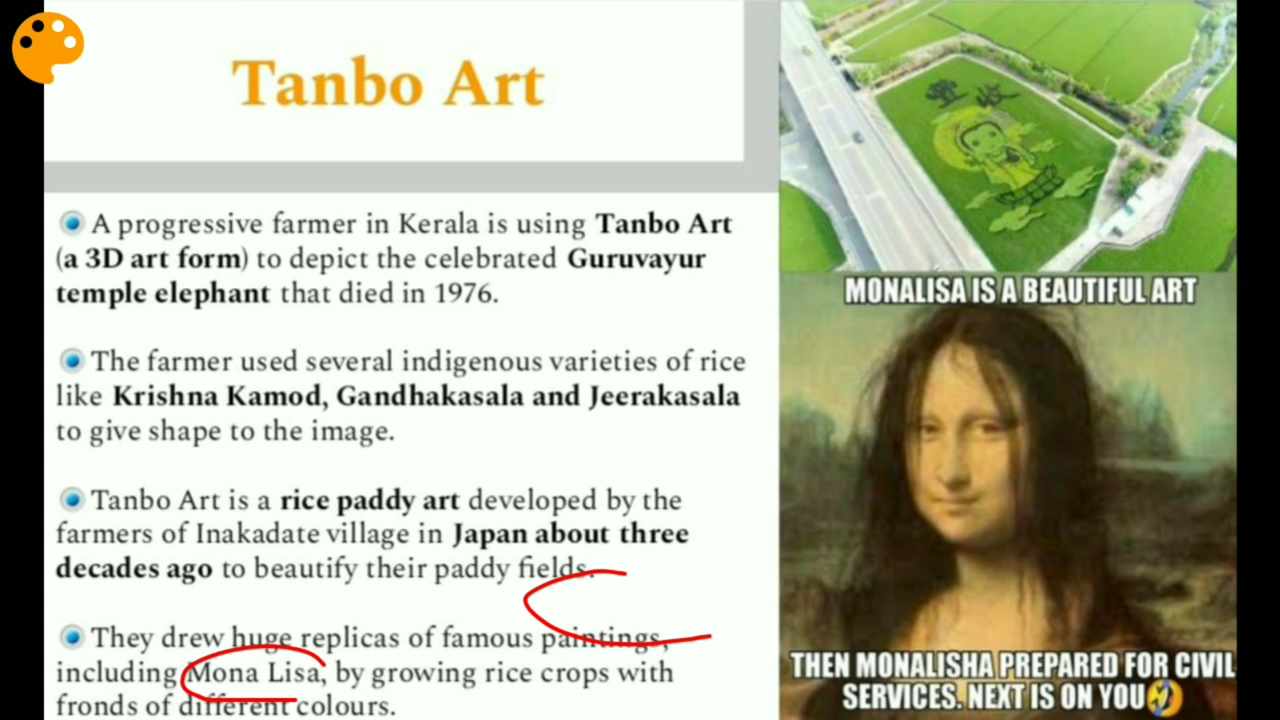 Tanbo Art
A progressive farmer in Kerala is using Tanbo Art
(a 3D art form) to depict the celebrated Guruvayur
temple elephant that died in 1976.
The farmer used several indigenous varieties of rice
like Krishna Kamod, Gandhakasala and Jeerakasala
to give shape to the image.
Tanbo Art is a rice paddy art developed by the
farmers of Inakadate village in Japan about three
decades ago to beautify their paddy fields.
They drew huge replicas of famous paintings,
including Mona Lisa, by growing rice crops with
fronds of different colours.
MONALISA IS A BEAUTIFUL ART
THEN MONALISHA PREPARED FOR CIVIL
SERVICES. NEXT IS ON YOU🤣